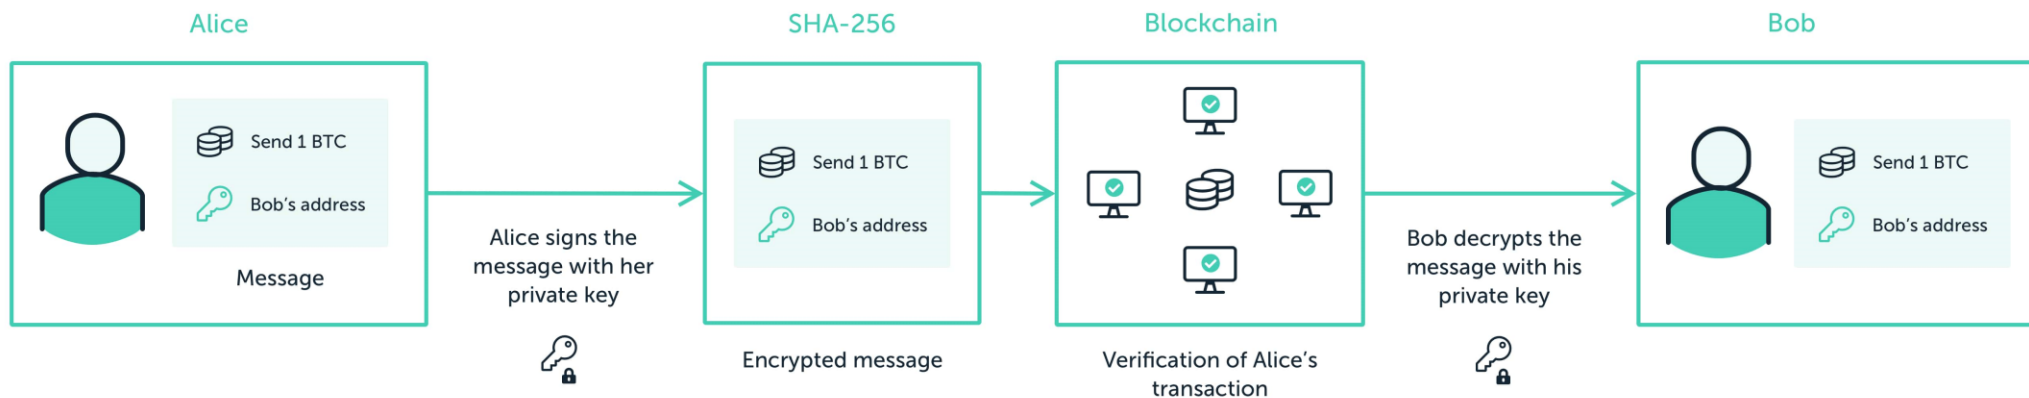 Alice
SHA-256
Blockchain
Bob
Send 1 BTC
Bob's address
Message
Alice signs the
message with her
private key
Send 1 BTC
Bob's address
Encrypted message
Verification of Alice's
transaction
Bob decrypts the
message with his
private key
Send 1 BTC
Bob's address